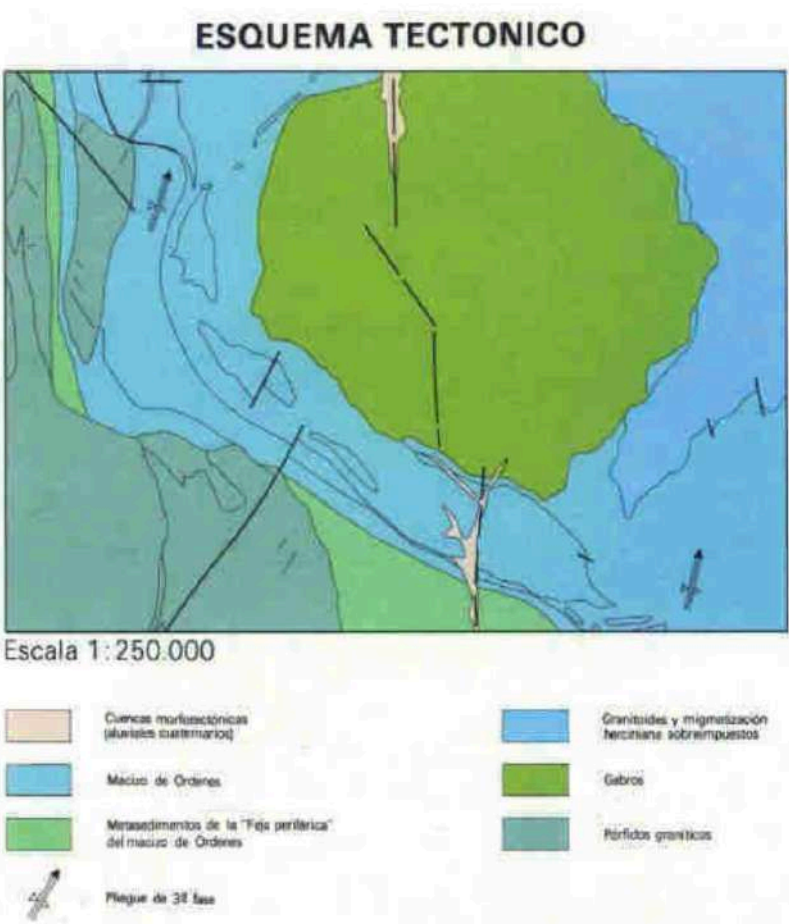 ESQUEMA TECTONICO
Escala 1:250.000
Cuencas morfotectónicas
(aluviales cuaternarios)
Macizo de Ordenes
Metasedimentos de la "Faja periférica"
del macizo de Ordenes
Pliegue de 3ª fase
Granitoides y migmatización
herciniana sobreimpuestos
Gabros
Pórfidos graníticos